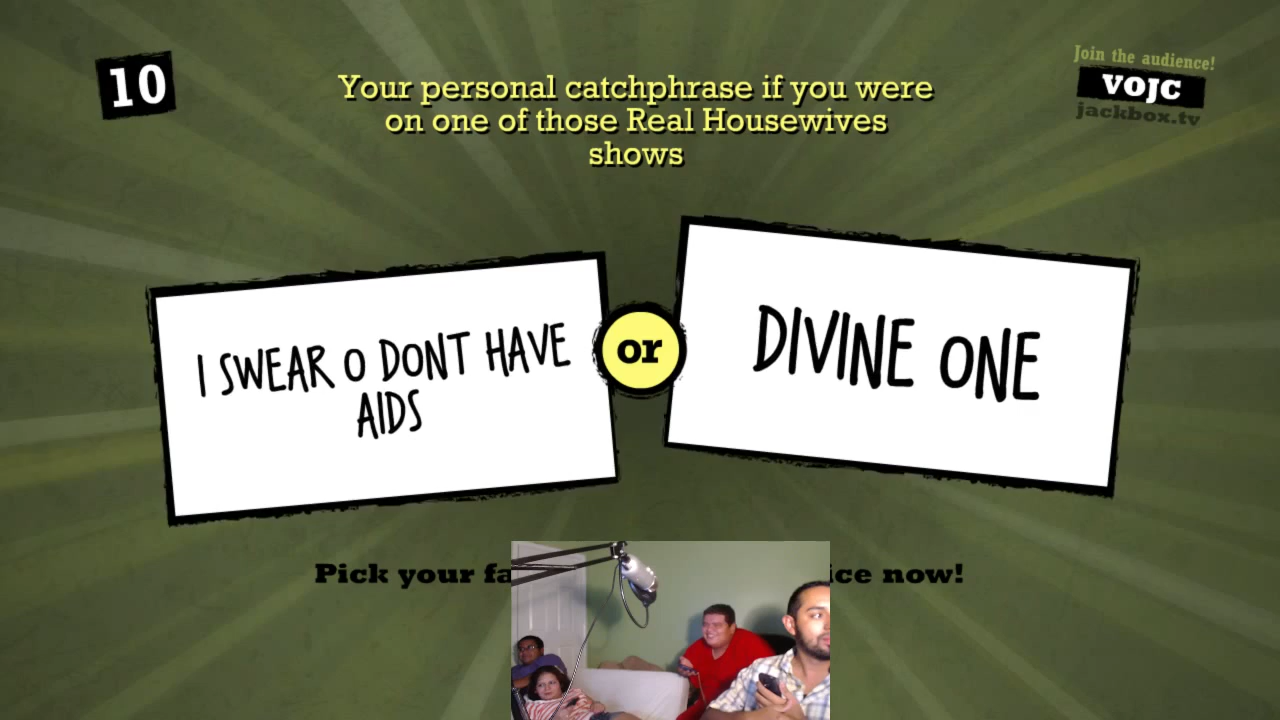 10
Your personal catchphrase if you were
on one of those Real Housewives
shows
Join the audience!
VOJC
jackbox.tv
I SWEAR O DONT HAVE
AIDS
or
DIVINE ONE
Pick your fa
ice now!